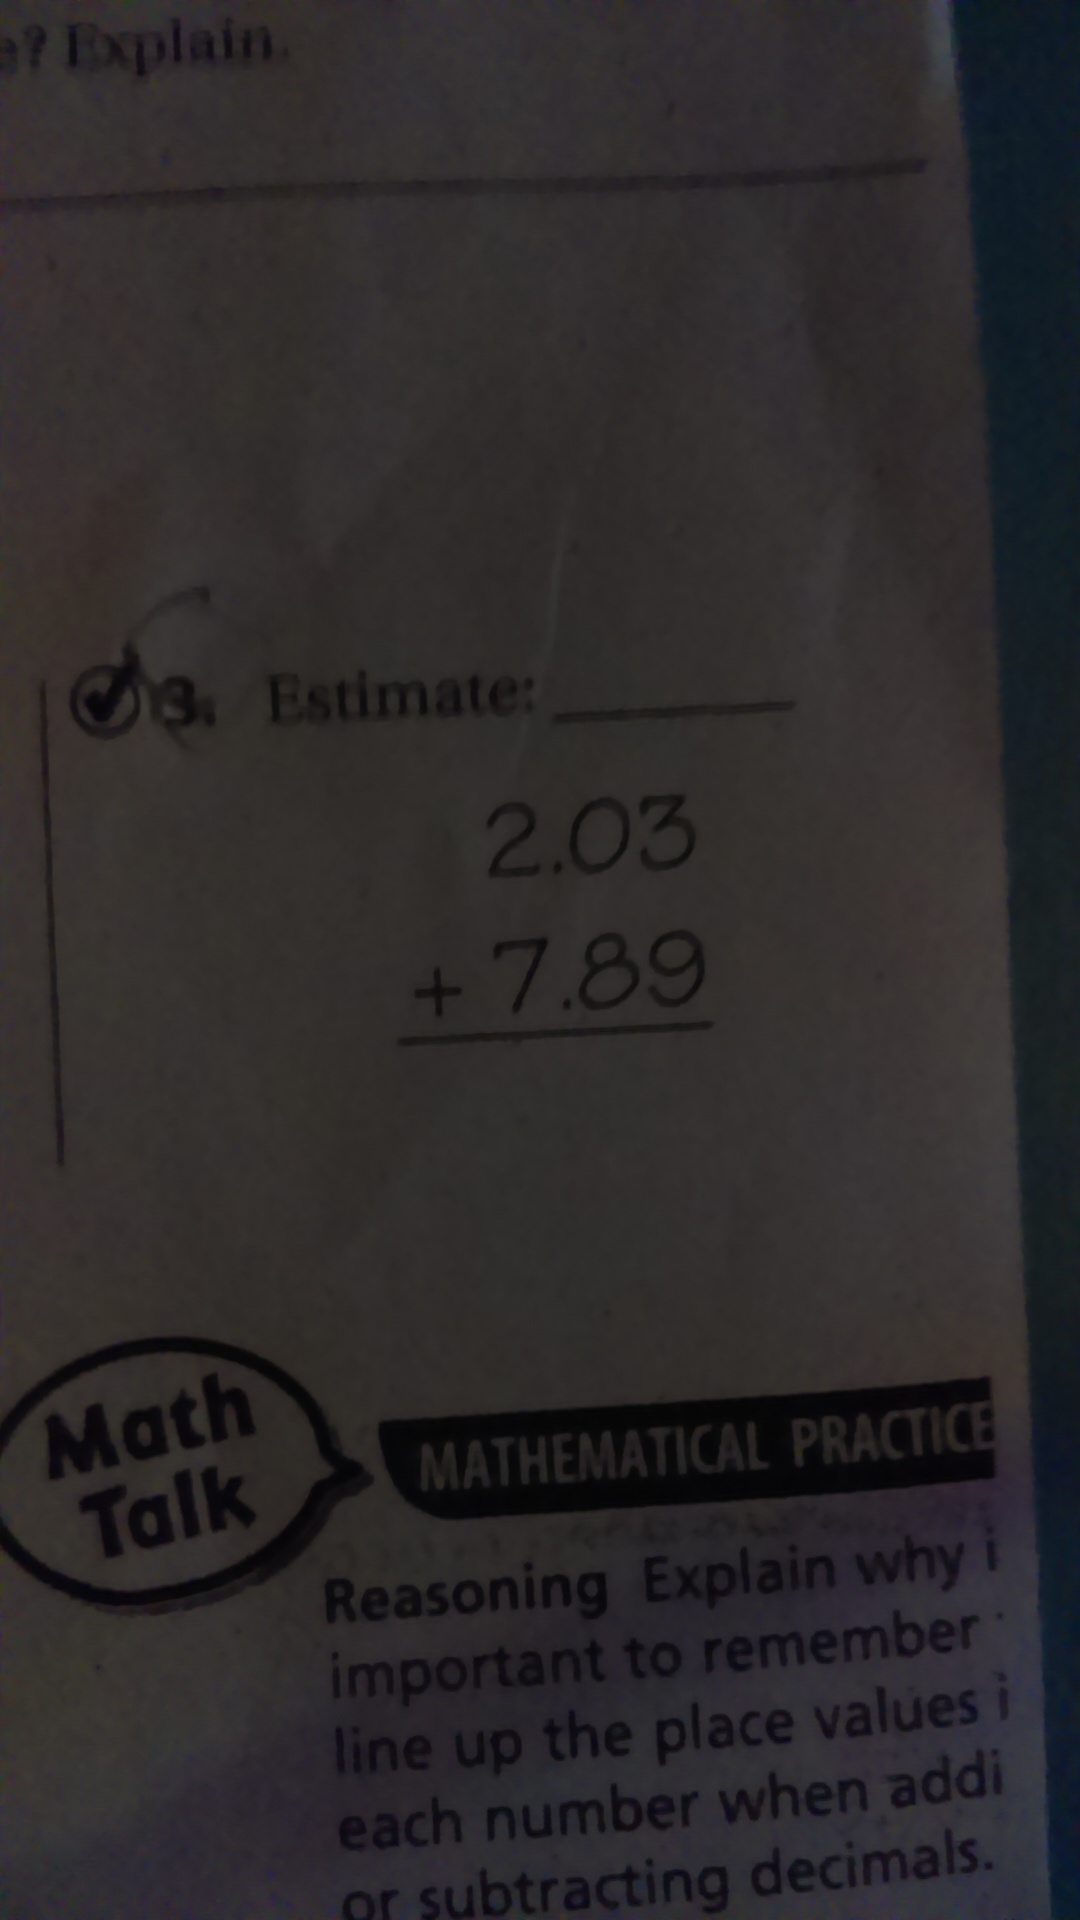 e? Explain.
3. Estimate:
2.03
+ 7.89
Math
Talk
MATHEMATICAL PRACTICE
Reasoning Explain why i
important to remember
line up the place values i
each number when addi
or subtracting decimals.